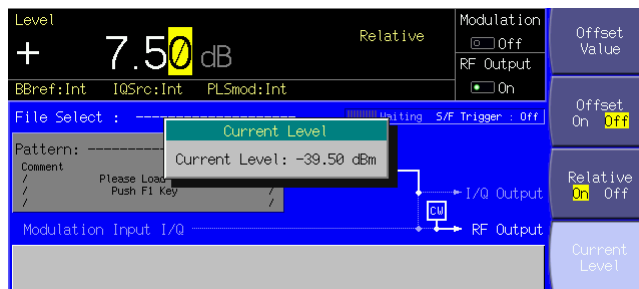 Level
+ 7.50 dB
Relative
Modulation
Off
RF Output
On
BBref:Int IQSrc:Int PLSmod:Int
File Select : --------------------
Waiting S/F Trigger : Off
Pattern: ----------
Comment
/ Please Load
/ Push F1 Key /
/ /
Current Level
Current Level: -39.50 dBm
I/Q Output
CW
RF Output
Modulation Input I/Q
Offset
Value
Offset
On Off
Relative
On Off
Current
Level